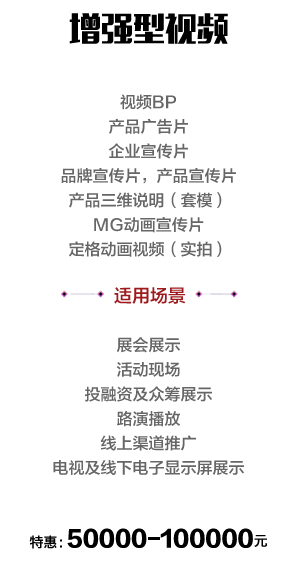 增强型视频
视频BP
产品广告片
企业宣传片
品牌宣传片，产品宣传片
产品三维说明（套模）
MG动画宣传片
定格动画视频（实拍）
适用场景
展会展示
活动现场
投融资及众筹展示
路演播放
线上渠道推广
电视及线下电子显示屏展示
特惠：50000-100000元